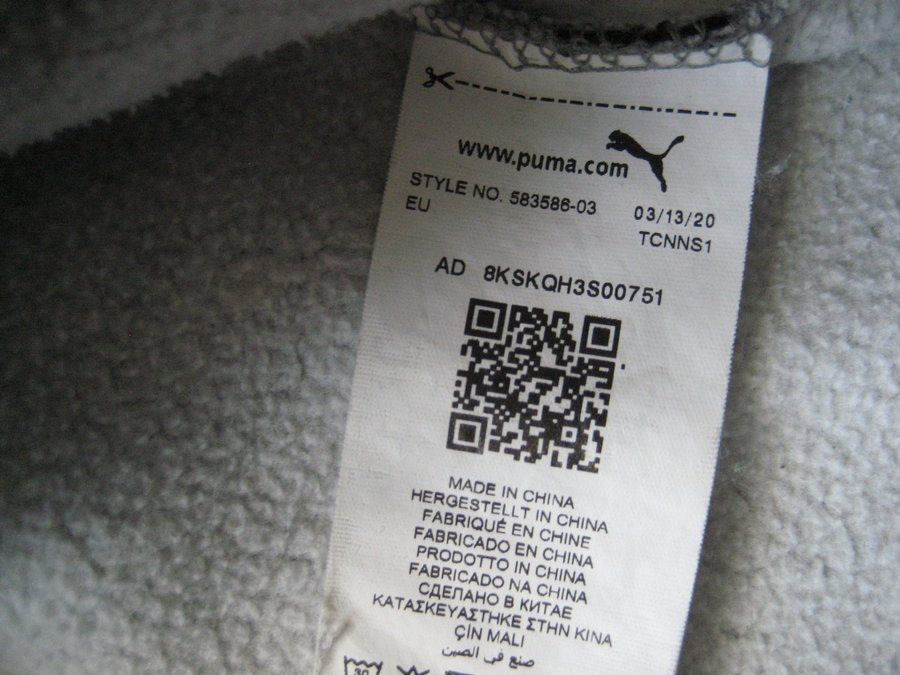 www.puma.com
STYLE NO. 583586-03 03/13/20
EU TCNNS1
AD 8KSKQH3S00751
MADE IN CHINA
HERGESTELLT IN CHINA
FABRIQUÉ EN CHINE
FABRICADO EN CHINA
PRODOTTO IN CHINA
FABRICADO NA CHINA
СДЕЛАНО В КИТАЕ
ΚΑΤΑΣΚΕΥΑΣΤΗΚΕ ΣΤΗΝ ΚΙΝΑ
ÇİN MALI
صنع في الصين
30